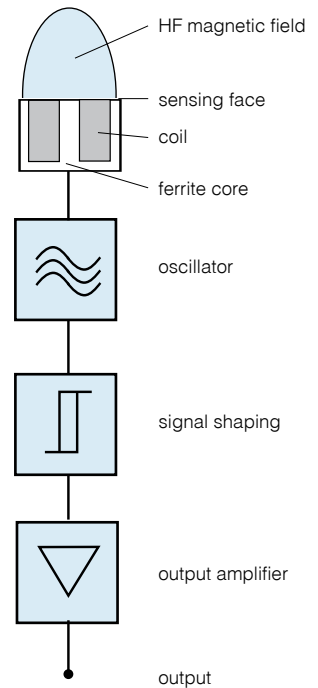 HF magnetic field
sensing face
coil
ferrite core
oscillator
signal shaping
output amplifier
output